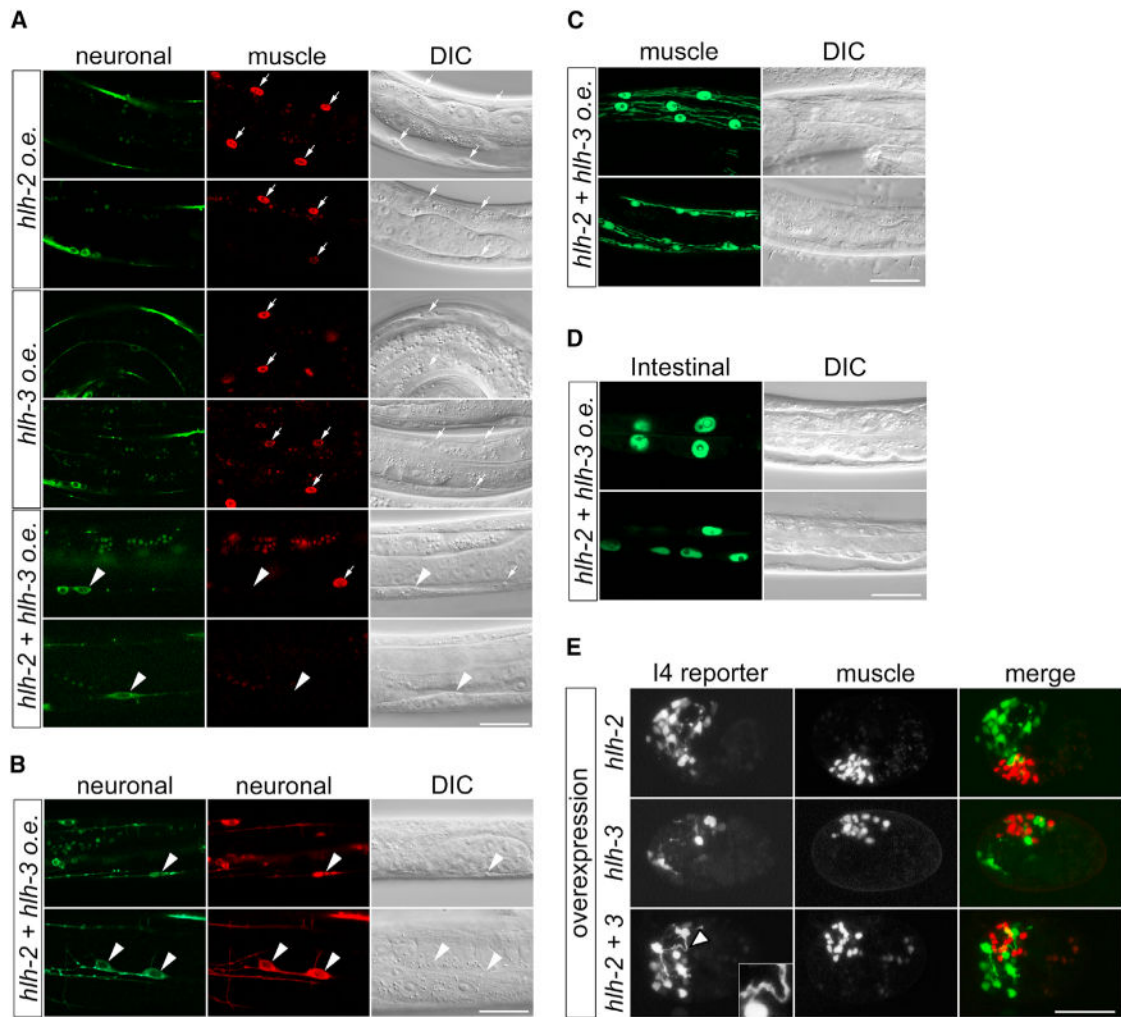 A
neuronal muscle DIC
hlh-2 o.e.
hlh-3 o.e.
hlh-2 + hlh-3 o.e.
B
neuronal neuronal DIC
hlh-2 + hlh-3 o.e.
C
muscle DIC
hlh-2 + hlh-3 o.e.
D
Intestinal DIC
hlh-2 + hlh-3 o.e.
E
I4 reporter muscle merge
overexpression
hlh-2
hlh-3
hlh-2 + 3